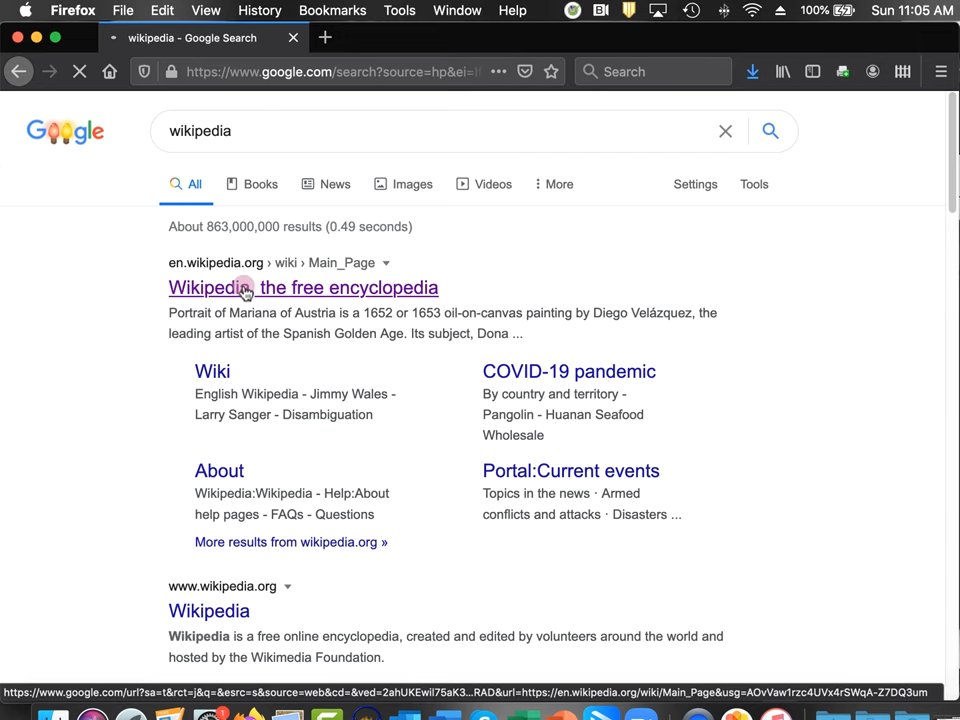 Firefox File Edit View History Bookmarks Tools Window Help 100% Sun 11:05 AM
wikipedia - Google Search
https://www.google.com/search?source=hp&ei= Search
Google wikipedia
All Books News Images Videos More Settings Tools
About 863,000,000 results (0.49 seconds)
en.wikipedia.org › wiki › Main_Page
Wikipedia, the free encyclopedia
Portrait of Mariana of Austria is a 1652 or 1653 oil-on-canvas painting by Diego Velázquez, the
leading artist of the Spanish Golden Age. Its subject, Dona ...
Wiki
English Wikipedia - Jimmy Wales -
Larry Sanger - Disambiguation
COVID-19 pandemic
By country and territory -
Pangolin - Huanan Seafood
Wholesale
About
Wikipedia:Wikipedia - Help:About
help pages - FAQs - Questions
Portal:Current events
Topics in the news · Armed
conflicts and attacks · Disasters ...
More results from wikipedia.org »
www.wikipedia.org
Wikipedia
Wikipedia is a free online encyclopedia, created and edited by volunteers around the world and
hosted by the Wikimedia Foundation.
https://www.google.com/url?sa=t&rct=j&q=&esrc=s&source=web&cd=&ved=2ahUKEwil75aK3...RAD&url=https://en.wikipedia.org/wiki/Main_Page&usg=AOvVaw1rzc4UVx4rSWqA-Z7DQ3um